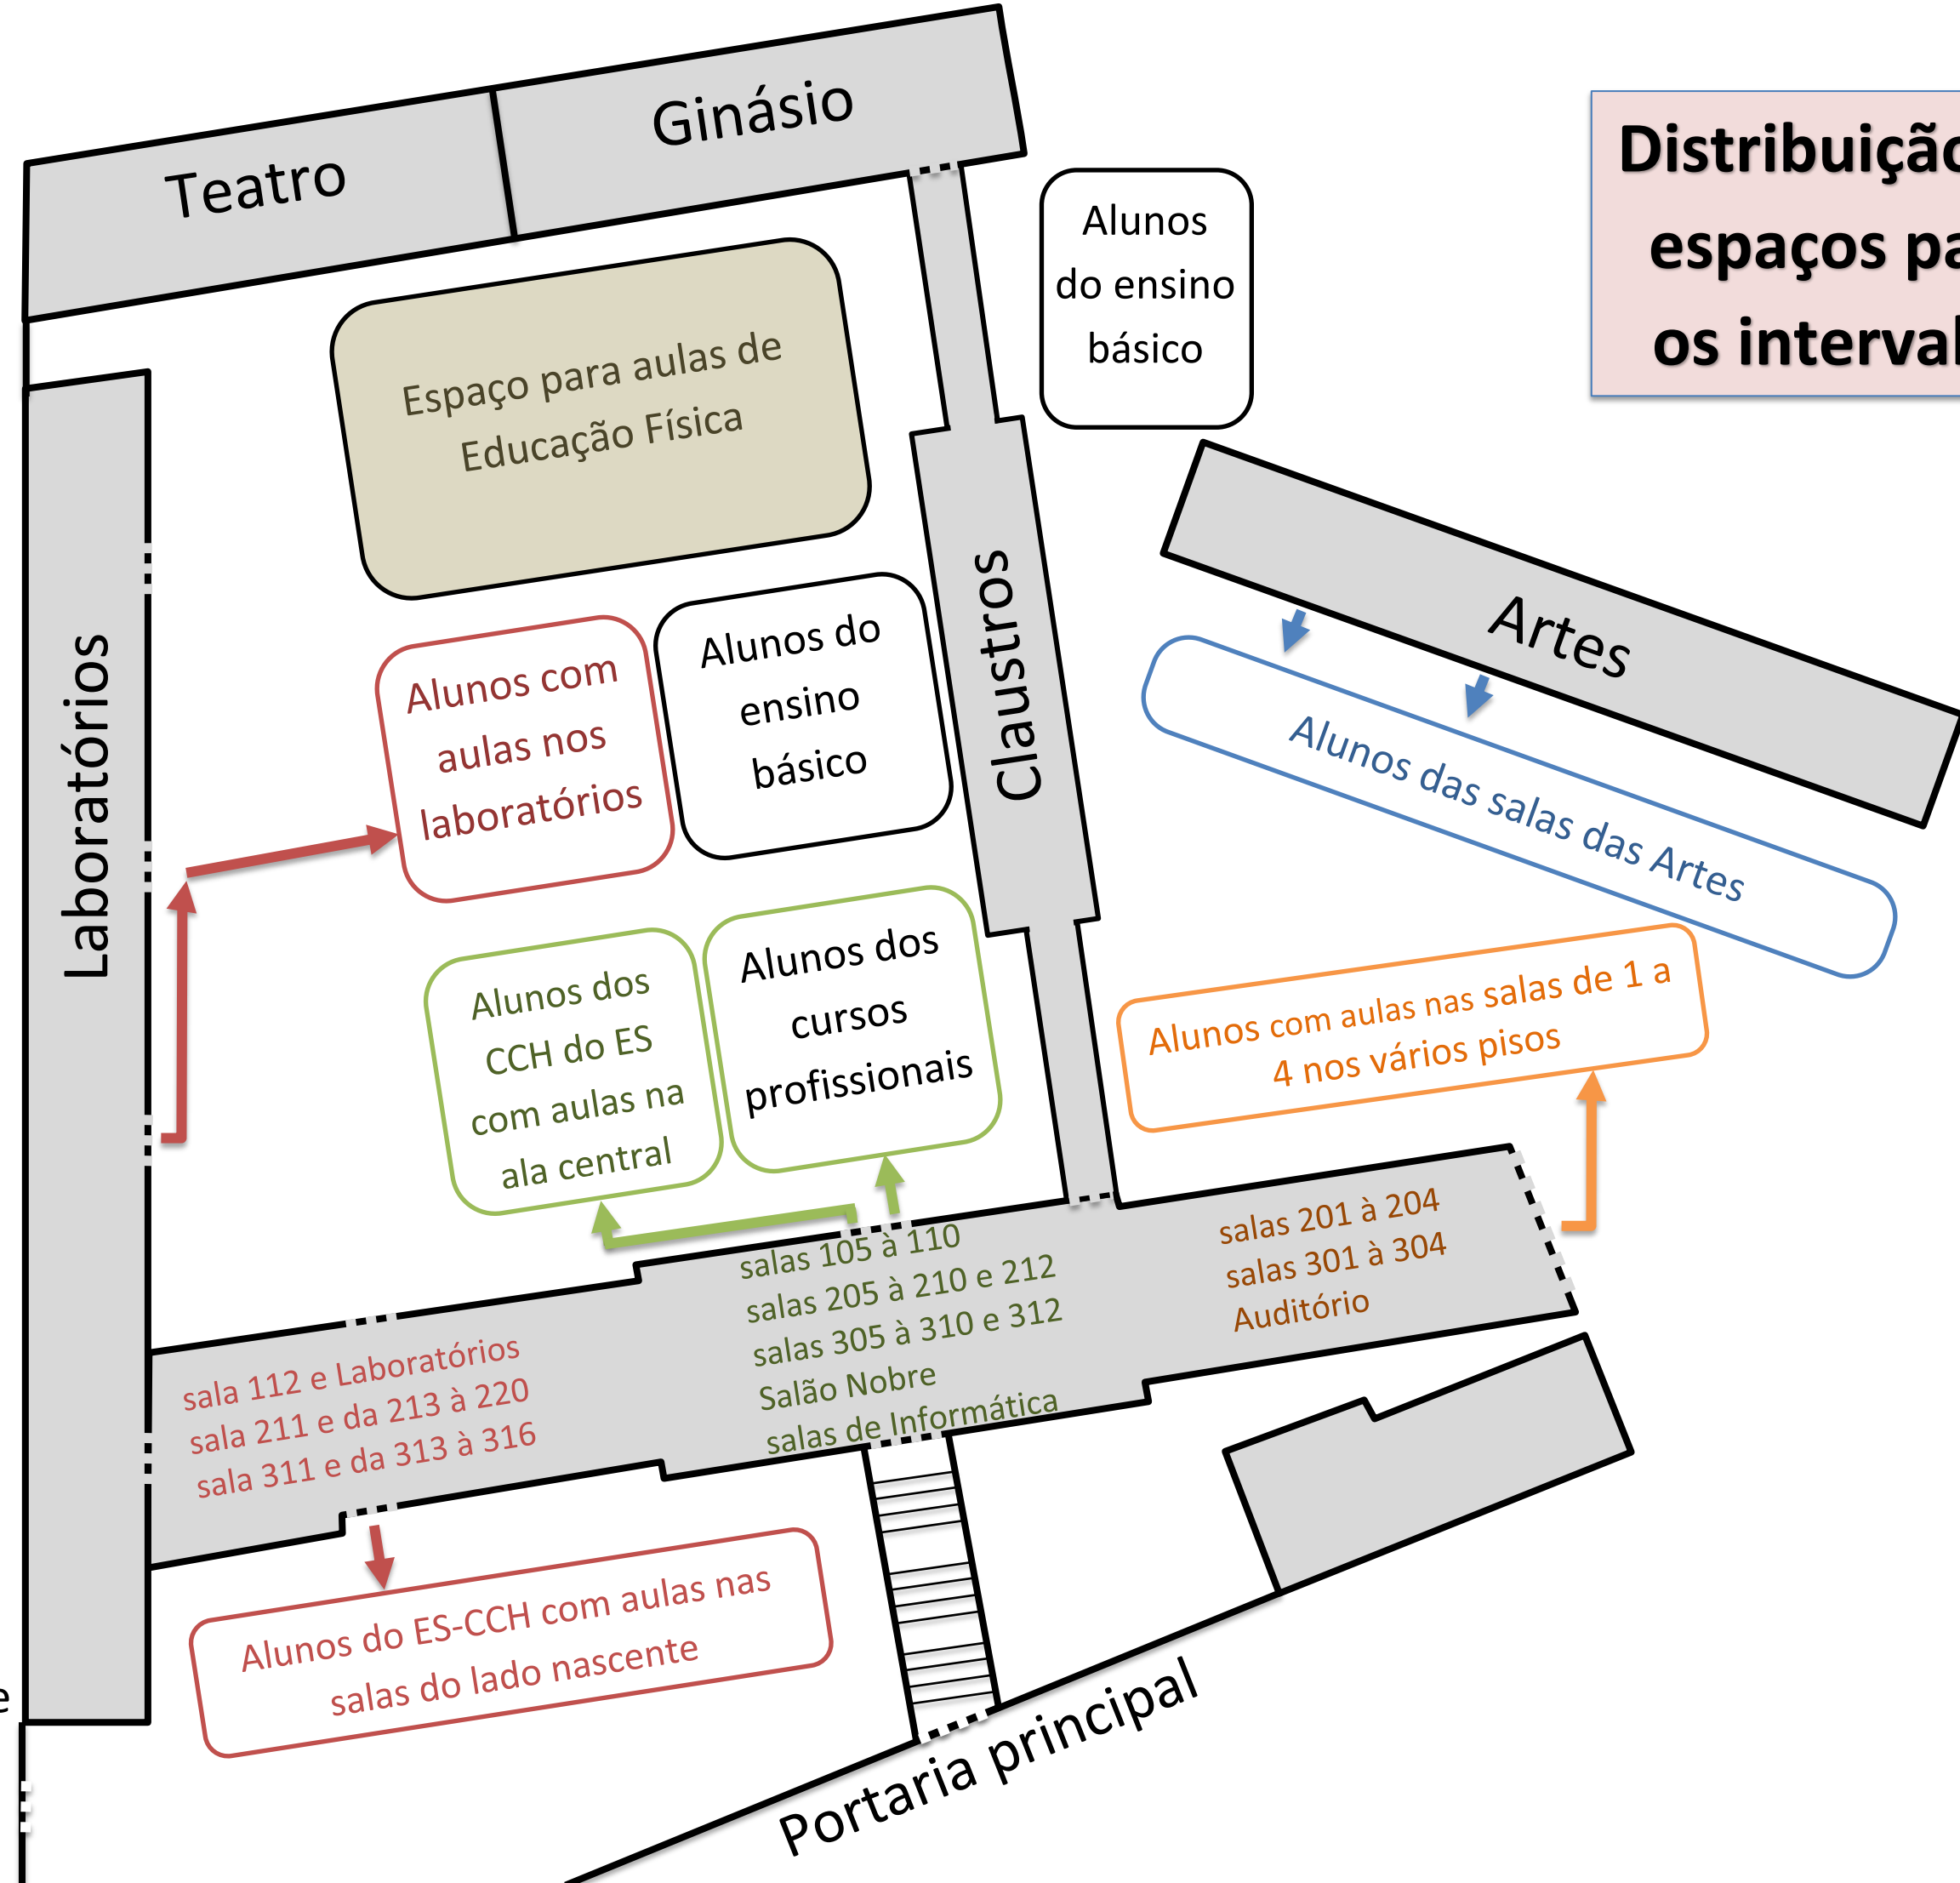 Ginásio
Teatro
Distribuição
espaços pa
os interval
Alunos
do ensino
básico
Espaço para aulas de
Educação Física
Laboratórios
Alunos com
aulas nos
laboratórios
Alunos do
ensino
básico
Claustros
Artes
Alunos das salas das Artes
Alunos dos
CCH do ES
com aulas na
ala central
Alunos dos
cursos
profissionais
Alunos com aulas nas salas de 1 a
4 nos vários pisos
salas 201 à 204
salas 301 à 304
Auditório
salas 105 à 110
salas 205 à 210 e 212
salas 305 à 310 e 312
Salão Nobre
salas de Informática
sala 112 e Laboratórios
sala 211 e da 213 à 220
sala 311 e da 313 à 316
Alunos do ES-CCH com aulas nas
salas do lado nascente
e
Portaria principal